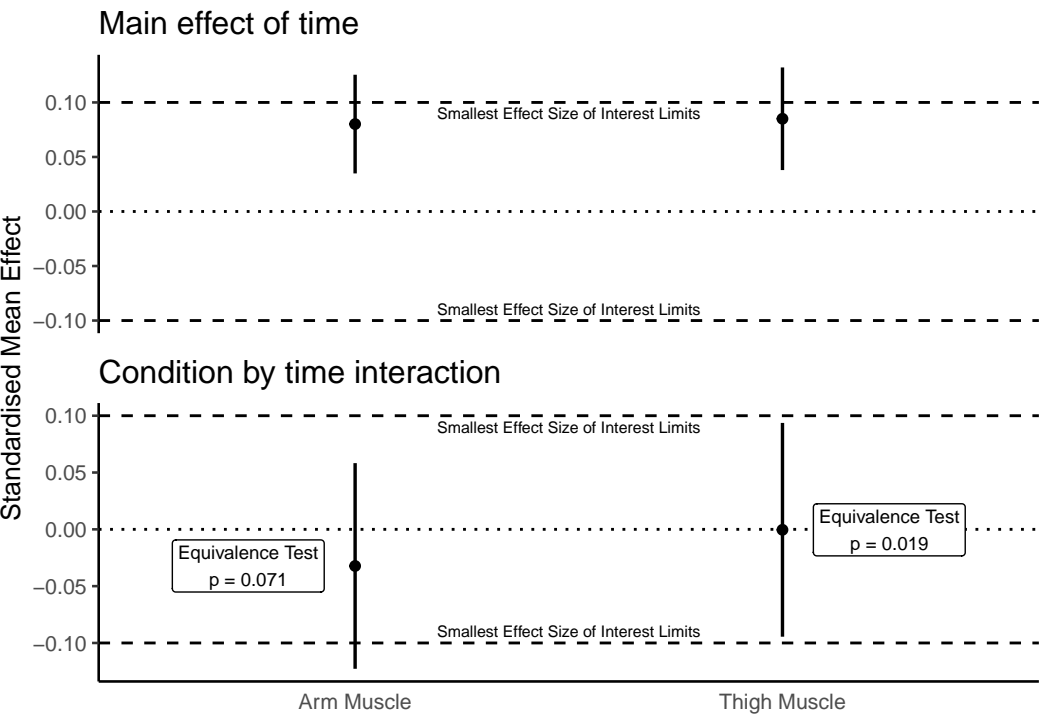 Main effect of time
Standardised Mean Effect
0.10
Smallest Effect Size of Interest Limits
0.05
0.00
−0.05
Smallest Effect Size of Interest Limits
−0.10
Condition by time interaction
0.10
Smallest Effect Size of Interest Limits
0.05
Equivalence Test
p = 0.019
0.00
Equivalence Test
p = 0.071
−0.05
Smallest Effect Size of Interest Limits
−0.10
Arm Muscle
Thigh Muscle